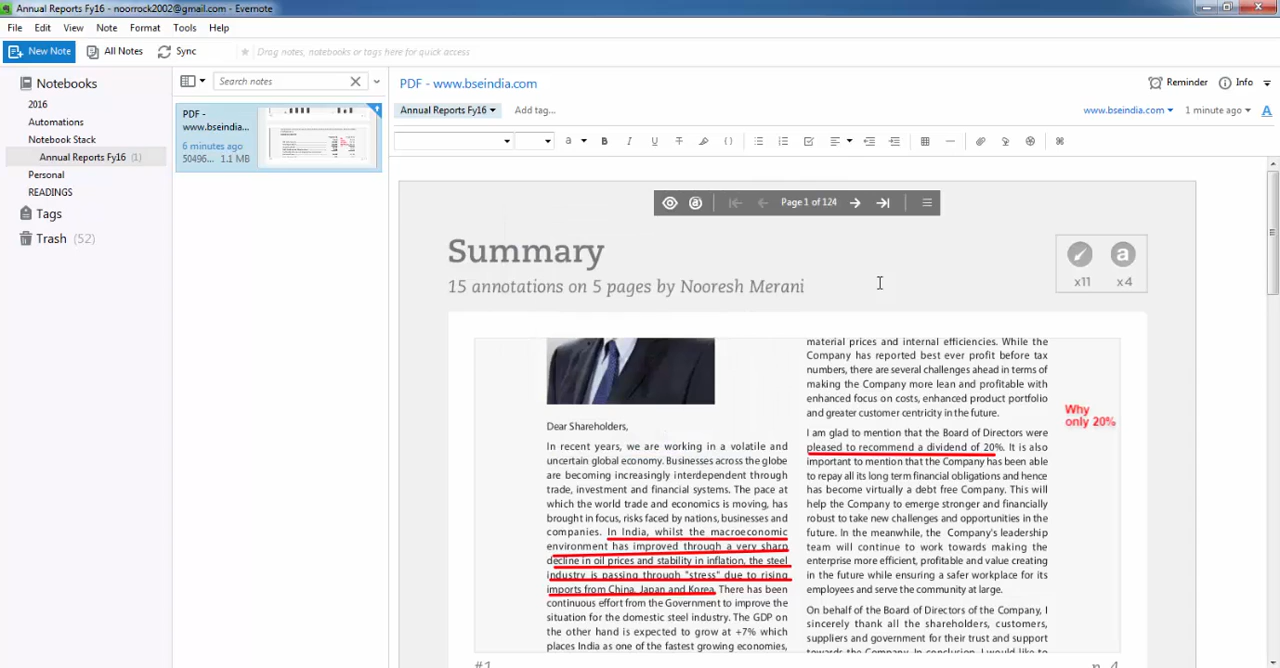 Annual Reports Fy16 - noorrock2002@gmail.com - Evernote
File Edit View Note Format Tools Help
New Note All Notes Sync Drag notes, notebooks or tags here for quick access
Notebooks
2016
Automations
Notebook Stack
Annual Reports Fy16 (1)
Personal
READINGS
Tags
Trash (52)
Search notes
PDF -
www.bseindia...
6 minutes ago
50496... 1.1 MB
PDF - www.bseindia.com
Reminder Info
Annual Reports Fy16 Add tag...
www.bseindia.com 1 minute ago
Page 1 of 124
Summary
15 annotations on 5 pages by Nooresh Merani
x11 x4
Dear Shareholders,
In recent years, we are working in a volatile and
uncertain global economy. Businesses across the globe
are becoming increasingly interdependent through
trade, investment and financial systems. The pace at
which the world trade and economics is moving, has
brought in focus, risks faced by nations, businesses and
companies. In India, whilst the macroeconomic
environment has improved through a very sharp
decline in oil prices and stability in inflation, the steel
industry is passing through "stress" due to rising
imports from China, Japan and Korea. There has been
continuous effort from the Government to improve the
situation for the domestic steel industry. The GDP on
the other hand is expected to grow at +7% which
places India as one of the fastest growing economies,
material prices and internal efficiencies. While the
Company has reported best ever profit before tax
numbers, there are several challenges ahead in terms of
making the Company more lean and profitable with
enhanced focus on costs, enhanced product portfolio
and greater customer centricity in the future.
I am glad to mention that the Board of Directors were
pleased to recommend a dividend of 20%. It is also
important to mention that the Company has been able
to repay all its long term financial obligations and hence
has become virtually a debt free Company. This will
help the Company to emerge stronger and financially
robust to take new challenges and opportunities in the
future. In the meanwhile, the Company's leadership
team will continue to work towards making the
enterprise more efficient, profitable and value creating
in the future while ensuring a safer workplace for its
employees and serve the community at large.
On behalf of the Board of Directors of the Company, I
sincerely thank all the shareholders, customers,
suppliers and government for their trust and support
towards the Company. In conclusion, I would like to
Why
only 20%
#1 p. 4